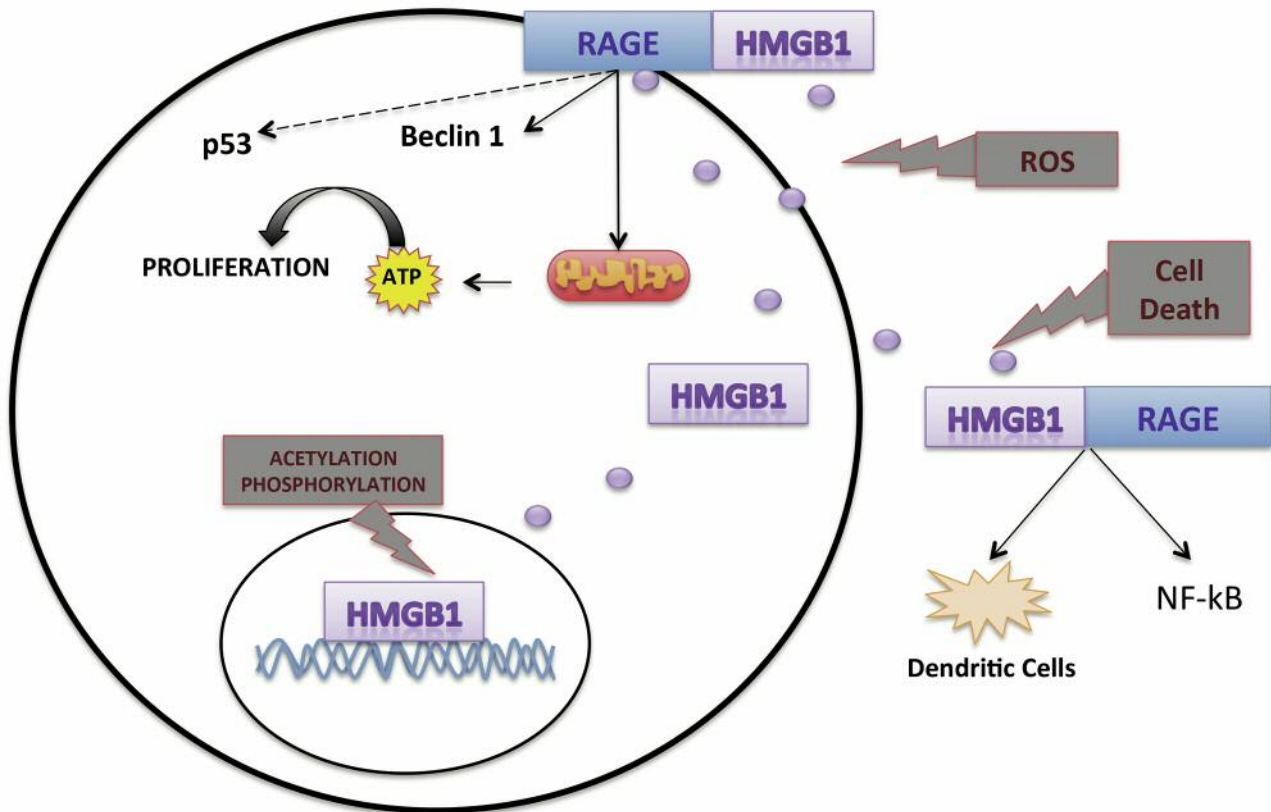 RAGE
HMGB1
p53
Beclin 1
ROS
PROLIFERATION
ATP
Cell
Death
HMGB1
HMGB1
RAGE
ACETYLATION
PHOSPHORYLATION
HMGB1
NF-kB
Dendritic Cells